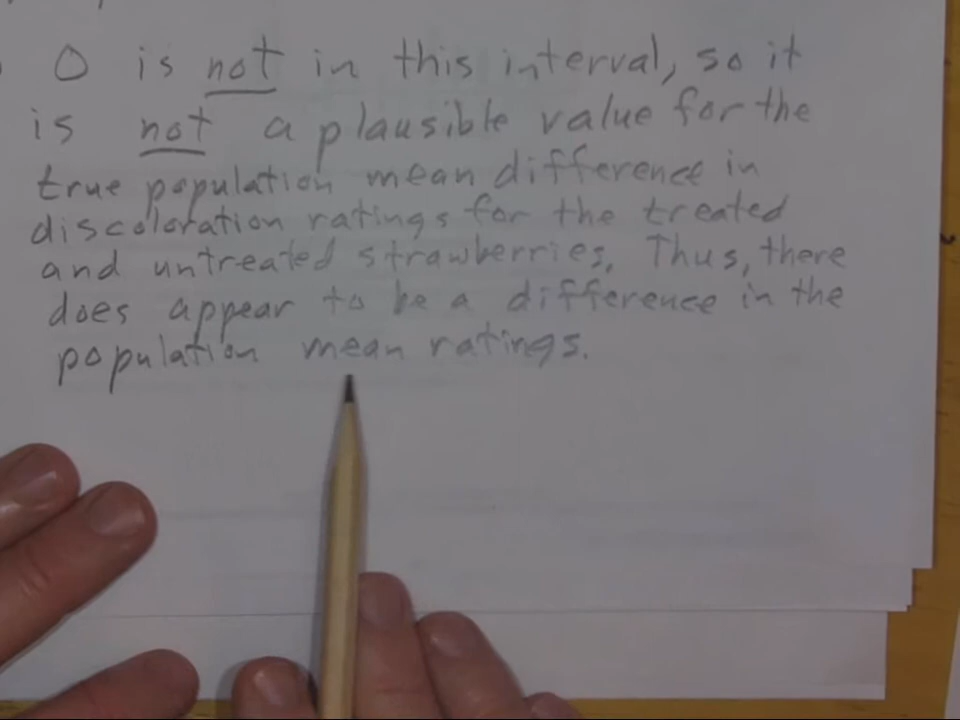 0 is not in this interval, so it
is not a plausible value for the
true population mean difference in
discoloration ratings for the treated
and untreated strawberries. Thus, there
does appear to be a difference in the
population mean ratings.